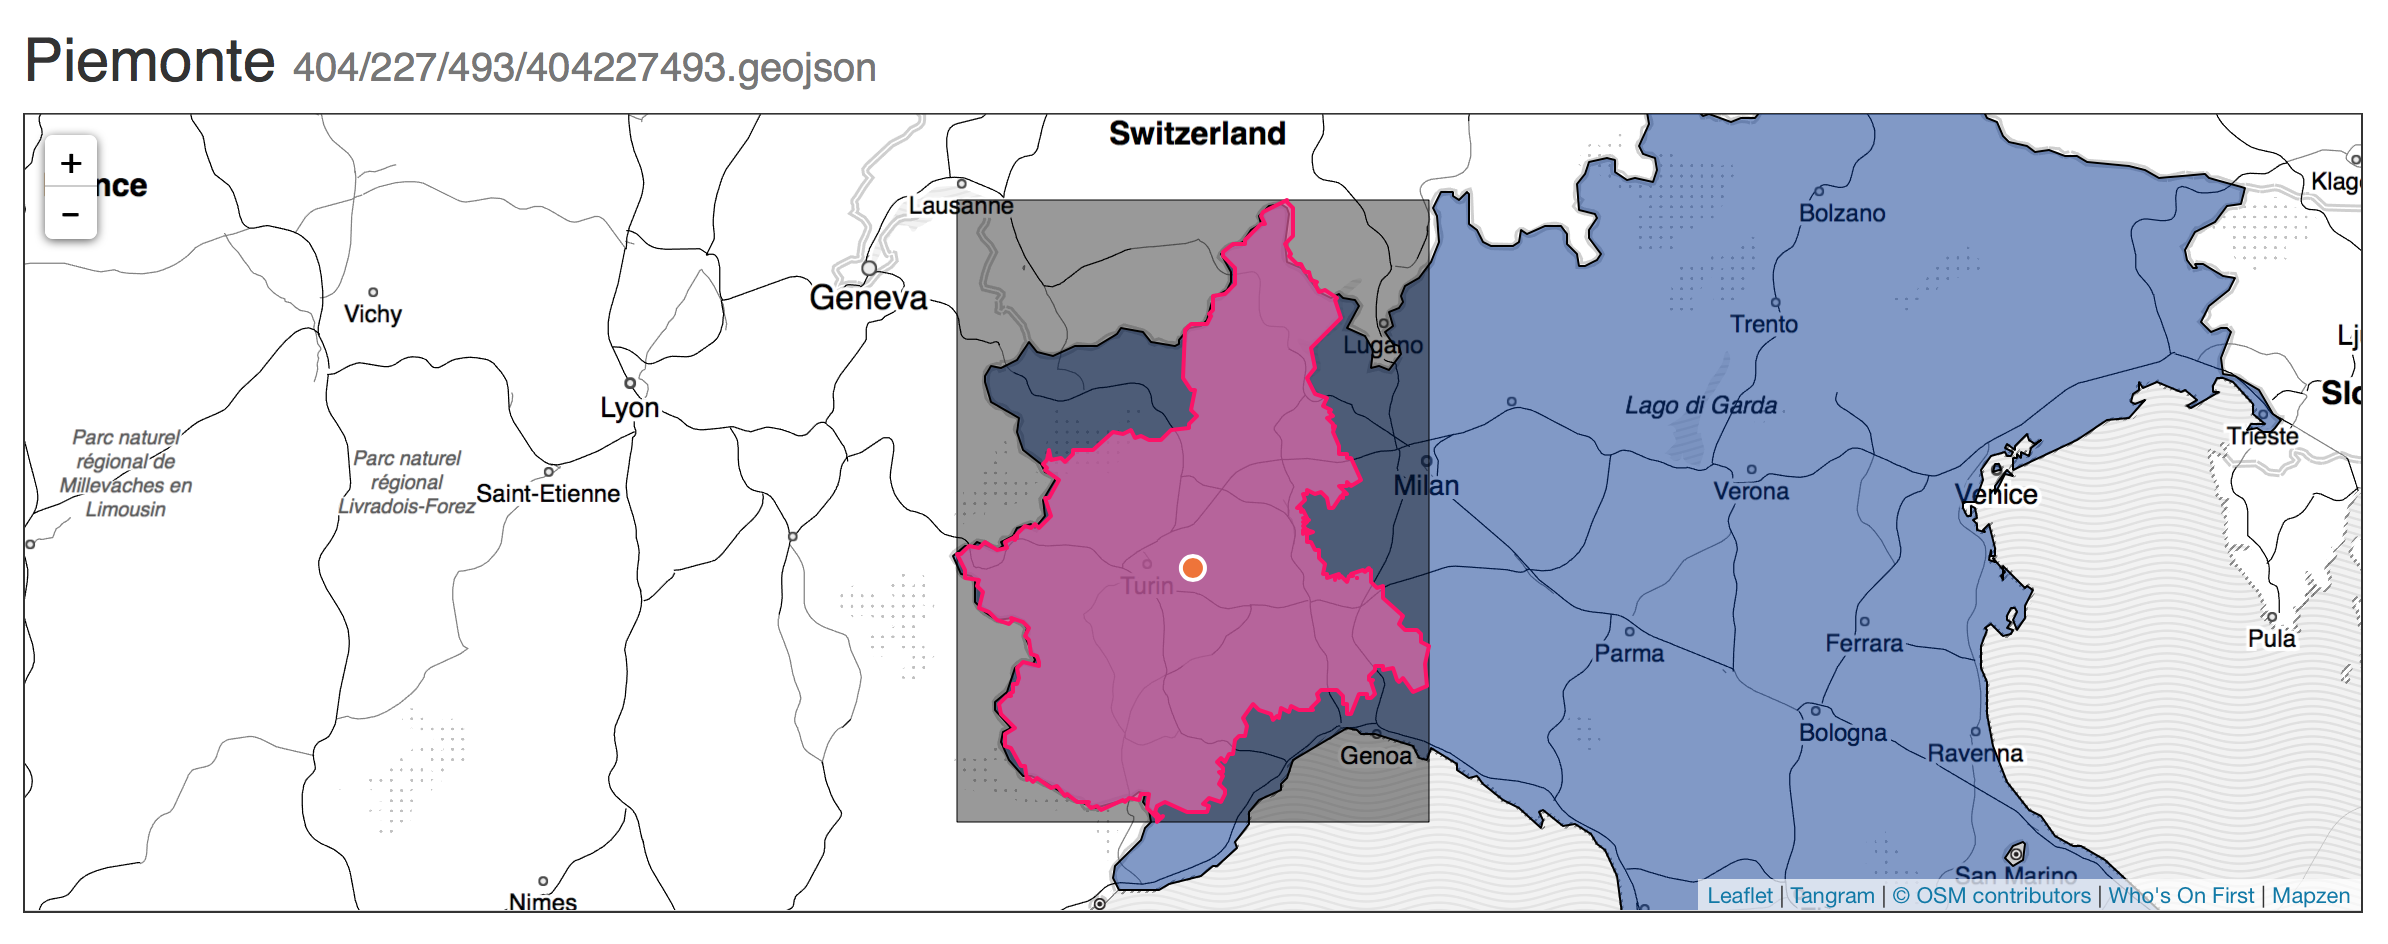 Piemonte 404/227/493/404227493.geojson
+
−
nce
Switzerland
Klag
Lausanne
Bolzano
Geneva
Vichy
Trento
Lugano
Lj
Slo
Lyon
Lago di Garda
Trieste
Parc naturel
régional de
Millevaches en
Limousin
Parc naturel
régional
Livradois-Forez
Saint-Etienne
Milan
Verona
Venice
Turin
Parma
Ferrara
Pula
Bologna
Ravenna
Genoa
San Marino
Nimes
Leaflet | Tangram | © OSM contributors | Who's On First | Mapzen